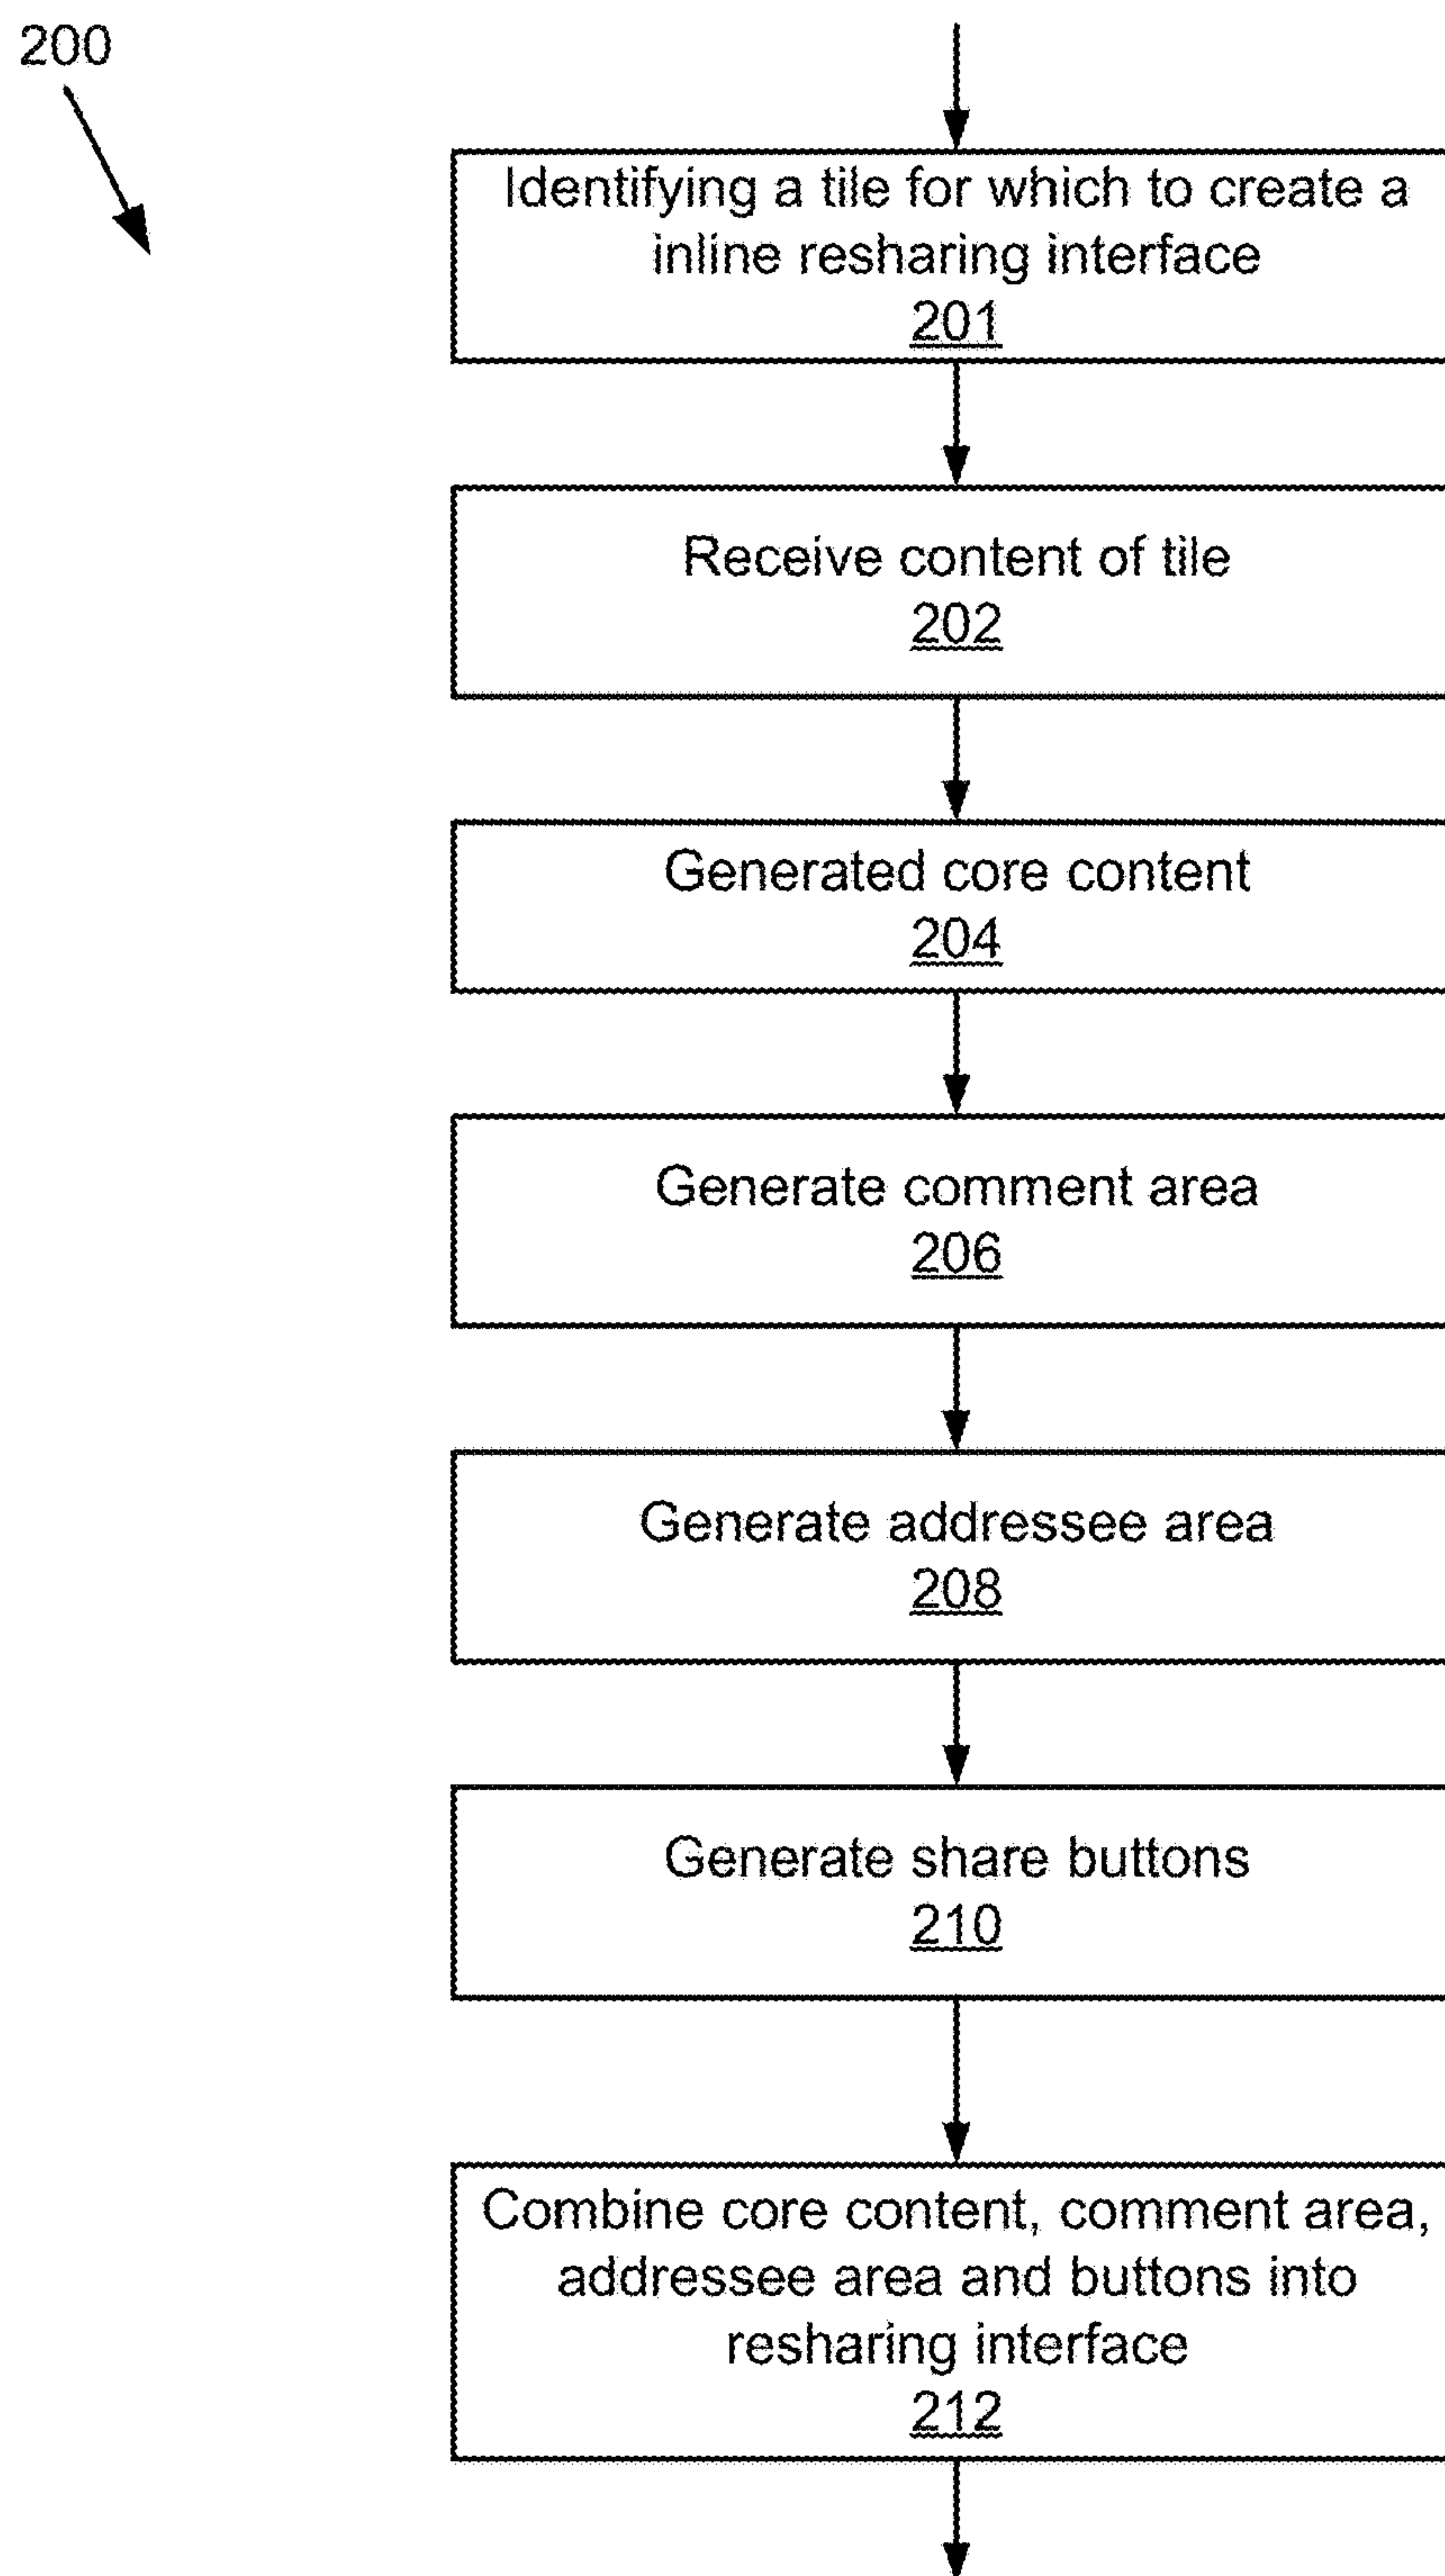 200
Identifying a tile for which to create a
inline resharing interface
201
Receive content of tile
202
Generated core content
204
Generate comment area
206
Generate addressee area
208
Generate share buttons
210
Combine core content, comment area,
addressee area and buttons into
resharing interface
212